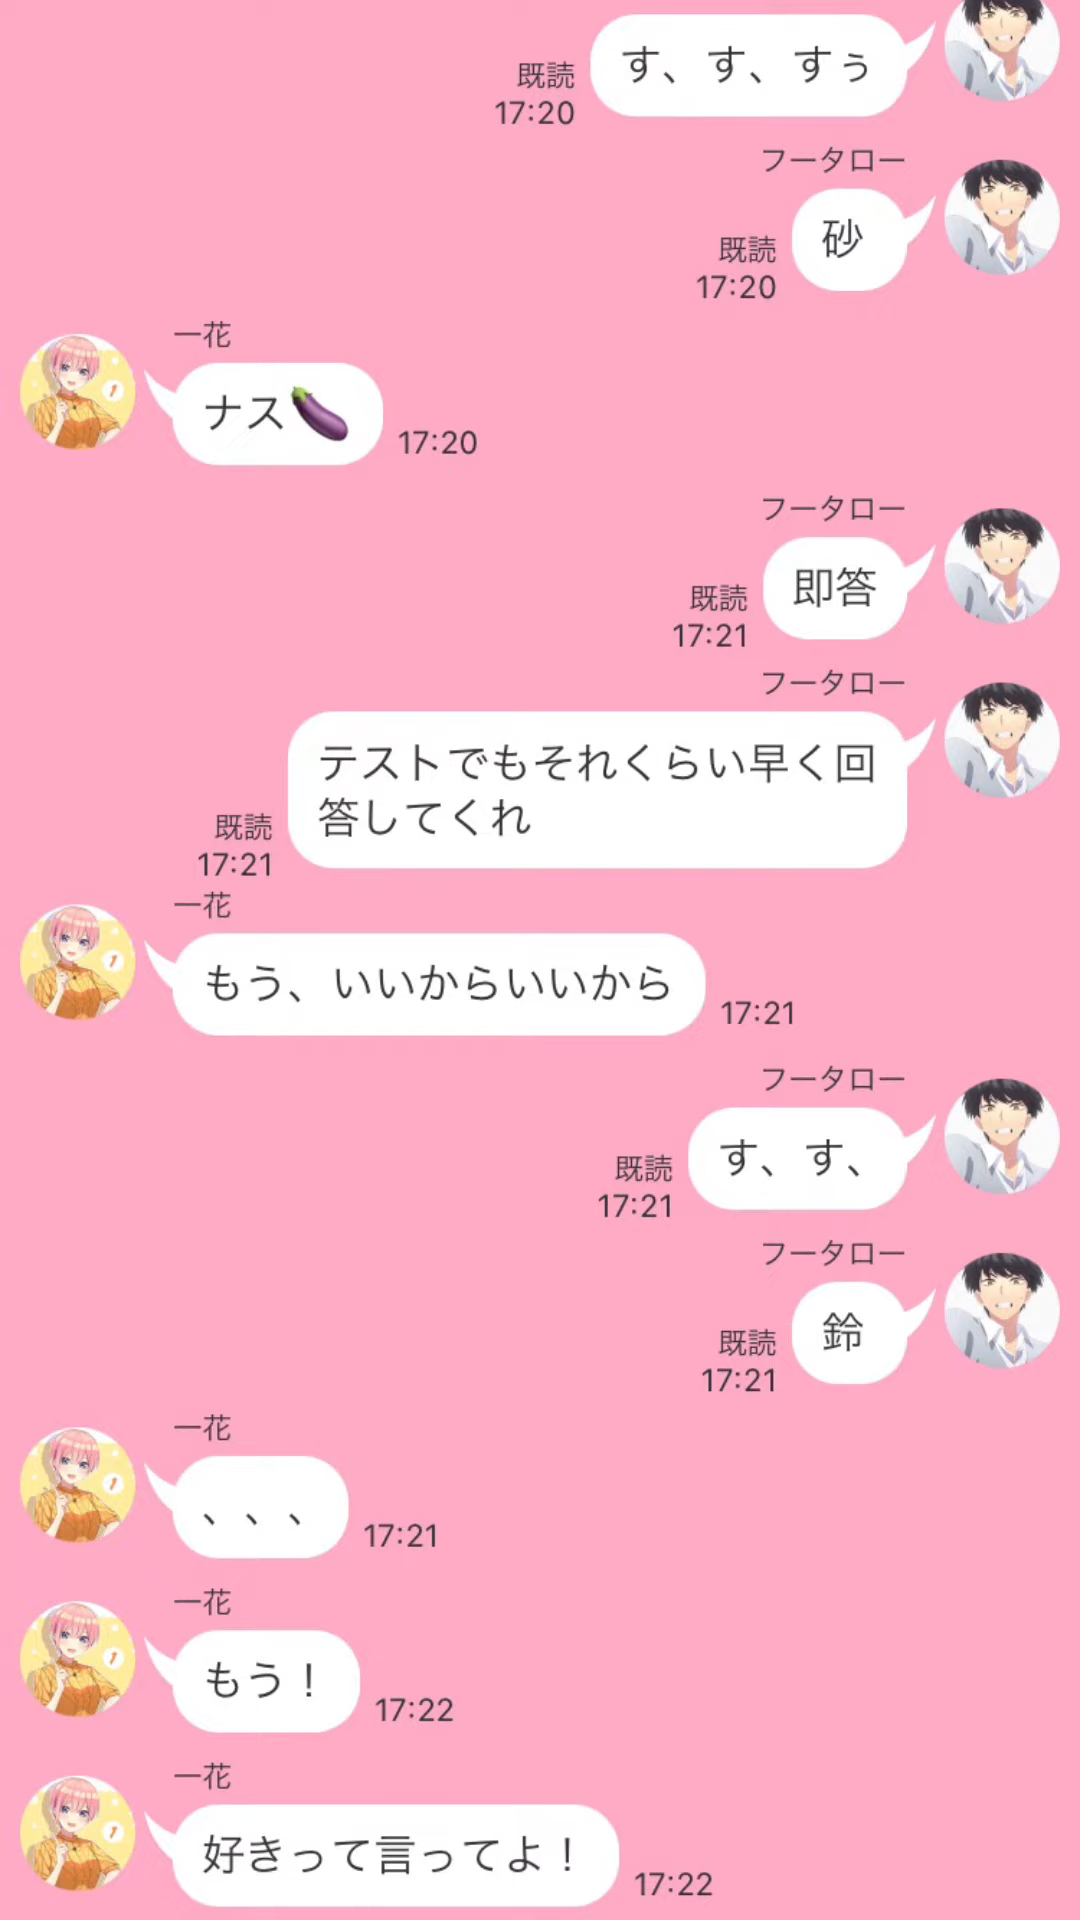 す、す、すぅ
既読
17:20
フータロー
砂
既読
17:20
一花
ナス🍆
17:20
フータロー
即答
既読
17:21
フータロー
テストでもそれくらい早く回
答してくれ
既読
17:21
一花
もう、いいからいいから
17:21
フータロー
す、す、
既読
17:21
フータロー
鈴
既読
17:21
一花
、、、
17:21
一花
もう！
17:22
一花
好きって言ってよ！
17:22